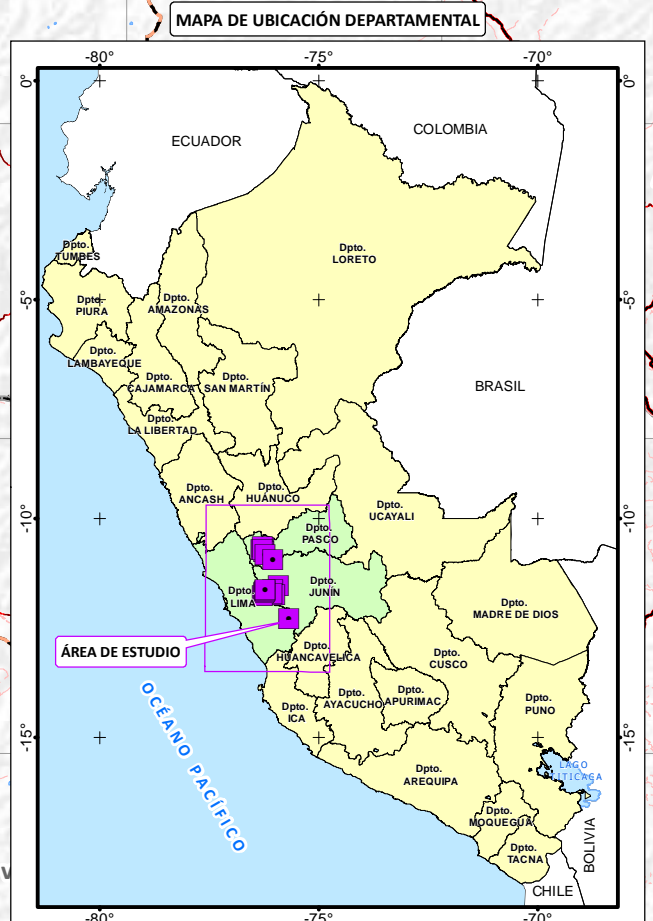 MAPA DE UBICACIÓN DEPARTAMENTAL
-80°
-75°
-70°
0°
0°
ECUADOR
COLOMBIA
Dpto.
LORETO
Dpto.
TUMBES
-5°
-5°
Dpto.
PIURA
Dpto.
AMAZONAS
Dpto.
LAMBAYEQUE
Dpto.
CAJAMARCA
Dpto.
SAN MARTÍN
BRASIL
Dpto.
LA LIBERTAD
Dpto.
ANCASH
Dpto.
HUÁNUCO
Dpto.
UCAYALI
-10°
-10°
Dpto.
PASCO
Dpto.
LIMA
Dpto.
JUNÍN
Dpto.
MADRE DE DIOS
ÁREA DE ESTUDIO
Dpto.
HUANCAVELICA
Dpto.
CUSCO
Dpto.
ICA
Dpto.
AYACUCHO
Dpto.
APURIMAC
Dpto.
PUNO
OCÉANO PACÍFICO
-15°
-15°
LAGO
TITICACA
Dpto.
AREQUIPA
Dpto.
MOQUEGUA
Dpto.
TACNA
BOLIVIA
CHILE
-80°
-75°
-70°